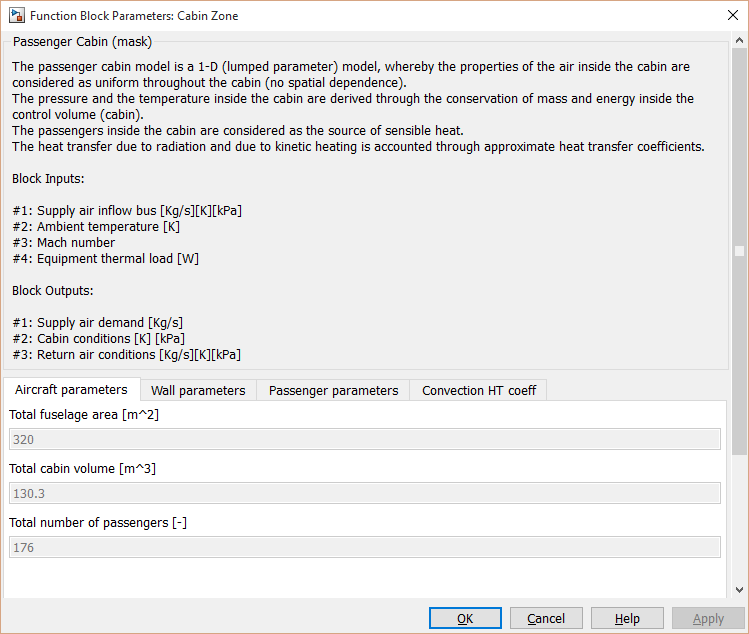 Function Block Parameters: Cabin Zone
Passenger Cabin (mask)
The passenger cabin model is a 1-D (lumped parameter) model, whereby the properties of the air inside the cabin are
considered as uniform throughout the cabin (no spatial dependence).
The pressure and the temperature inside the cabin are derived through the conservation of mass and energy inside the
control volume (cabin).
The passengers inside the cabin are considered as the source of sensible heat.
The heat transfer due to radiation and due to kinetic heating is accounted through approximate heat transfer coefficients.
Block Inputs:
#1: Supply air inflow bus [Kg/s][K][kPa]
#2: Ambient temperature [K]
#3: Mach number
#4: Equipment thermal load [W]
Block Outputs:
#1: Supply air demand [Kg/s]
#2: Cabin conditions [K] [kPa]
#3: Return air conditions [Kg/s][K][kPa]
Aircraft parameters Wall parameters Passenger parameters Convection HT coeff
Total fuselage area [m^2]
320
Total cabin volume [m^3]
130.3
Total number of passengers [-]
176
OK Cancel Help Apply